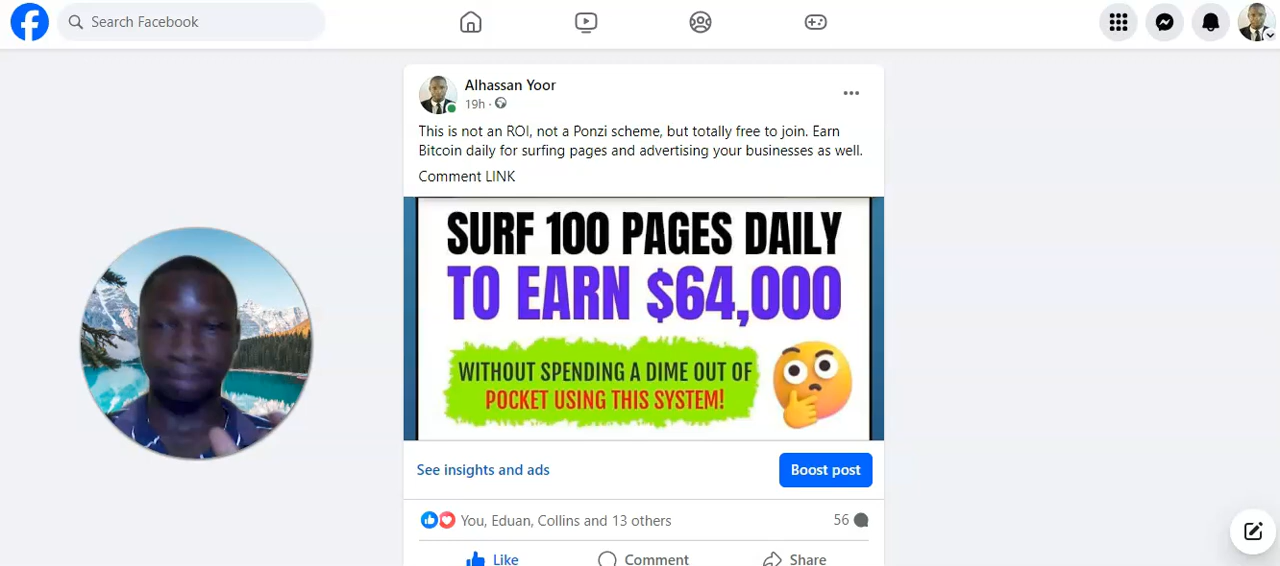 Search Facebook
Alhassan Yoor
19h ·
This is not an ROI, not a Ponzi scheme, but totally free to join. Earn
Bitcoin daily for surfing pages and advertising your businesses as well.
Comment LINK
SURF 100 PAGES DAILY
TO EARN $64,000
WITHOUT SPENDING A DIME OUT OF
POCKET USING THIS SYSTEM!
See insights and ads
Boost post
You, Eduan, Collins and 13 others
56
Like
Comment
Share